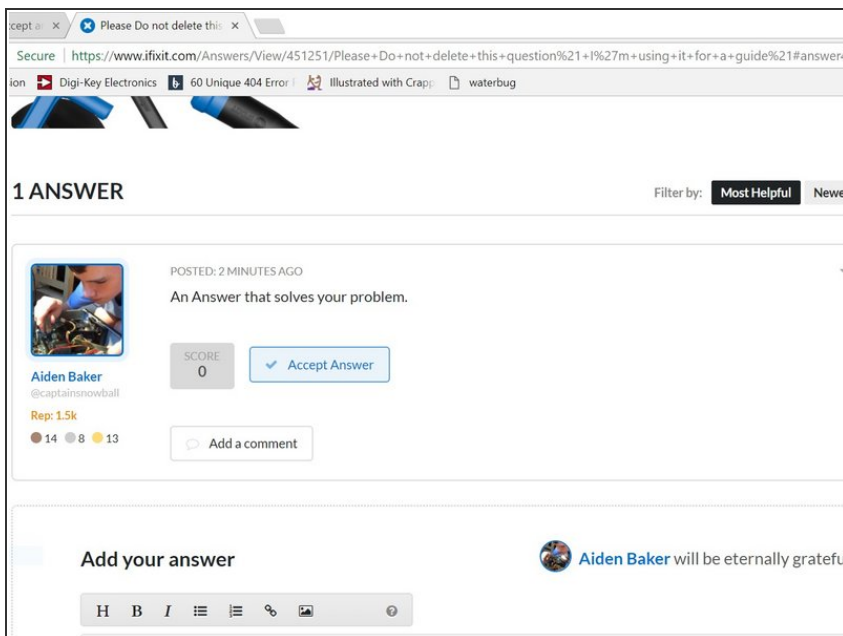 cept a
Please Do not delete this
Secure https://www.ifixit.com/Answers/View/451251/Please+Do+not+delete+this+question%21+I%27m+using+it+for+a+guide%21#answer4
ion Digi-Key Electronics 60 Unique 404 Error Illustrated with Crapp waterbug
1 ANSWER
Filter by: Most Helpful Newe
POSTED: 2 MINUTES AGO
An Answer that solves your problem.
SCORE
0
Accept Answer
Aiden Baker
@captainsnowball
Rep: 1.5k
14 8 13
Add a comment
Add your answer
Aiden Baker will be eternally gratefu
H B I